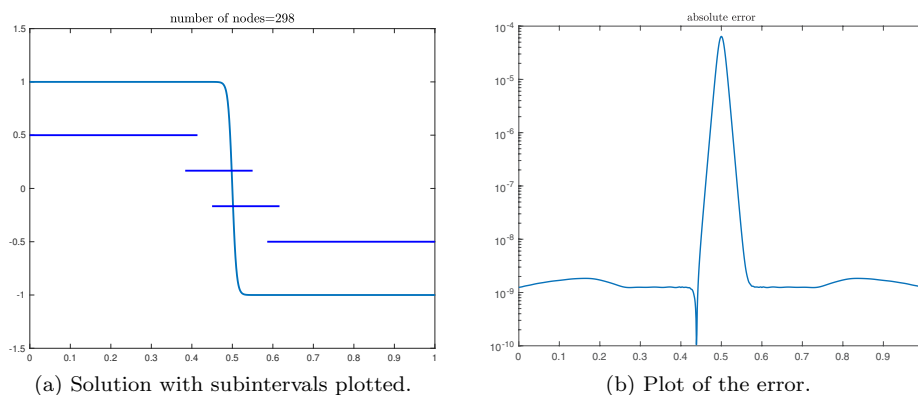 number of nodes=298
1.5
1
0.5
0
-0.5
-1
-1.5
0 0.1 0.2 0.3 0.4 0.5 0.6 0.7 0.8 0.9 1
(a) Solution with subintervals plotted.
absolute error
10^-4
10^-5
10^-6
10^-7
10^-8
10^-9
10^-10
0 0.1 0.2 0.3 0.4 0.5 0.6 0.7 0.8 0.9
(b) Plot of the error.